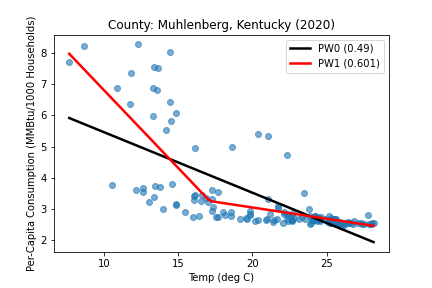 County: Muhlenberg, Kentucky (2020)
PW0 (0.49)
PW1 (0.601)
Per-Capita Consumption (MMBtu/1000 Households)
8
7
6
5
4
3
2
10 15 20 25
Temp (deg C)